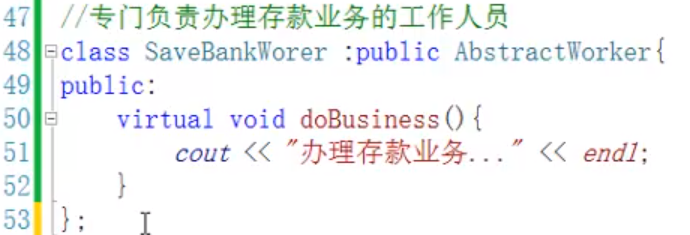 47 //专门负责办理存款业务的工作人员
48 class SaveBankWorer :public AbstractWorker{
49 public:
50     virtual void doBusiness(){
51         cout << "办理存款业务..." << endl;
52     }
53 };